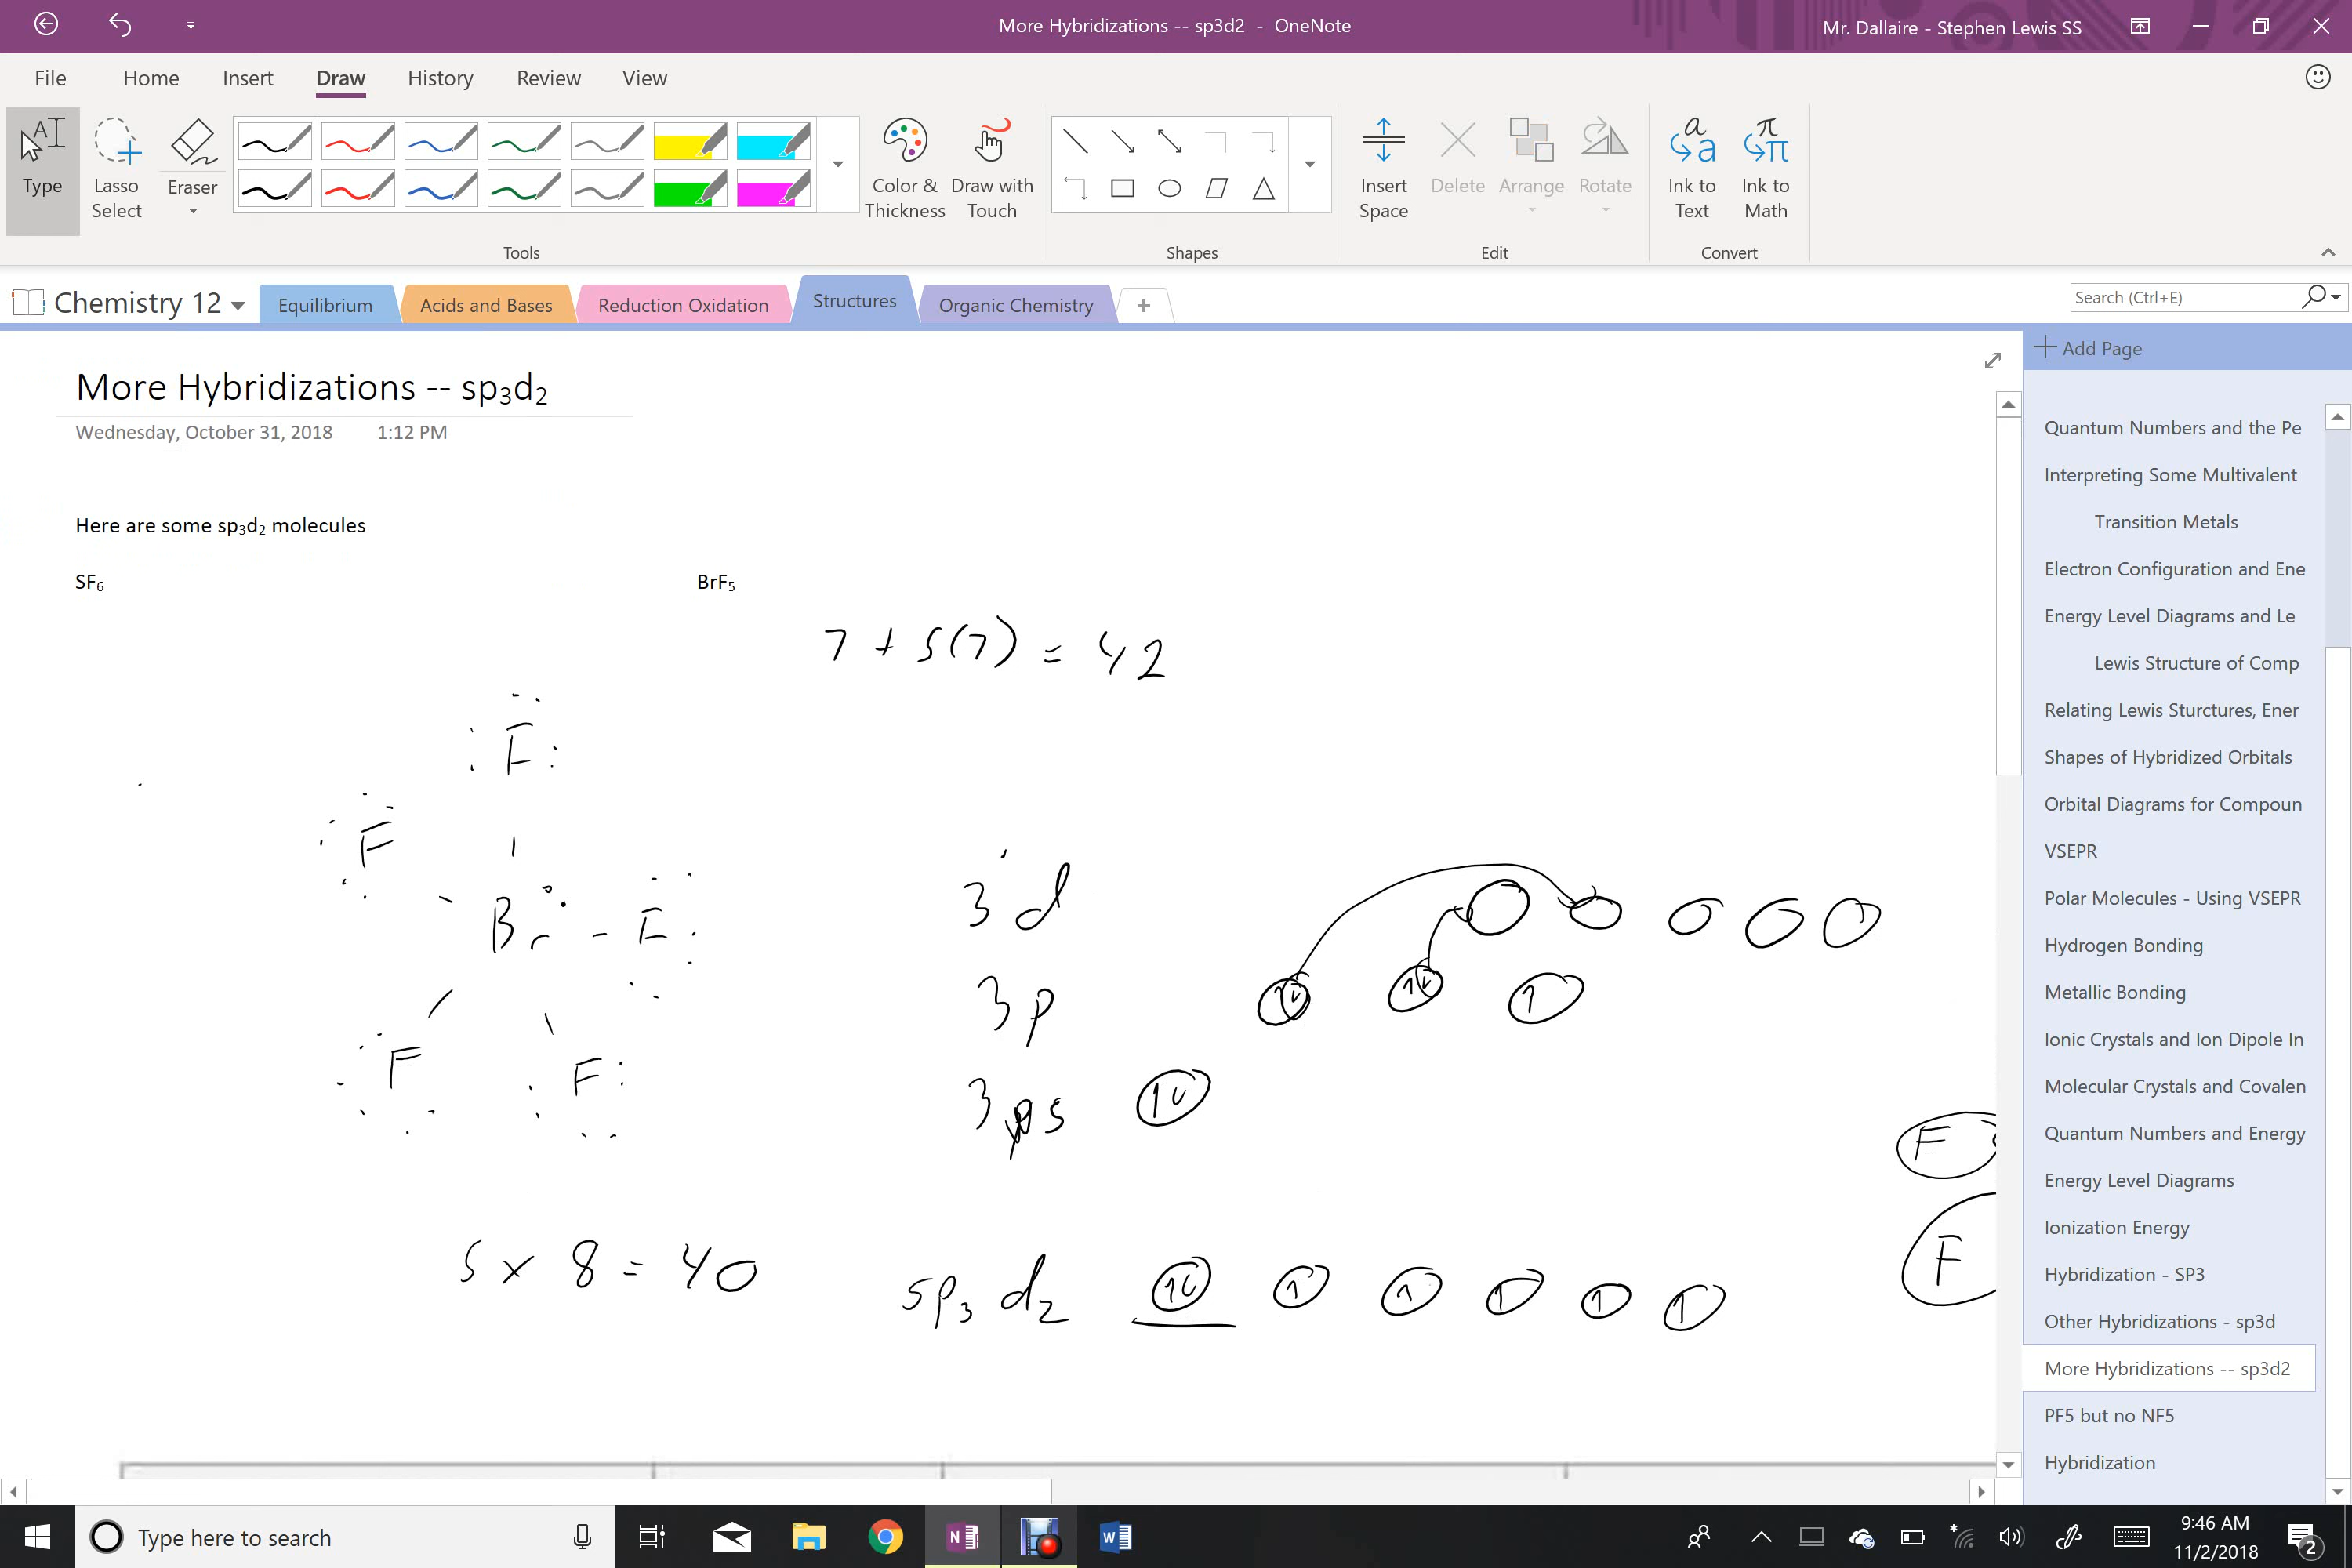 More Hybridizations -- sp3d2 - OneNote
Mr. Dallaire - Stephen Lewis SS
File Home Insert Draw History Review View
Type
Lasso Select
Eraser
Color & Thickness
Draw with Touch
Insert Space
Delete
Arrange
Rotate
Ink to Text
Ink to Math
Tools
Shapes
Edit
Convert
Chemistry 12
Equilibrium
Acids and Bases
Reduction Oxidation
Structures
Organic Chemistry
+
Search (Ctrl+E)
Add Page
More Hybridizations -- sp₃d₂
Wednesday, October 31, 2018 1:12 PM
Here are some sp₃d₂ molecules
SF₆
BrF₅
7 + 5(7) = 42
F
F
Br - F
F
F
3d
3p
3 s
F
F
5 x 8 = 40
sp₃d₂
Quantum Numbers and the Pe
Interpreting Some Multivalent
Transition Metals
Electron Configuration and Ene
Energy Level Diagrams and Le
Lewis Structure of Comp
Relating Lewis Sturctures, Ener
Shapes of Hybridized Orbitals
Orbital Diagrams for Compoun
VSEPR
Polar Molecules - Using VSEPR
Hydrogen Bonding
Metallic Bonding
Ionic Crystals and Ion Dipole In
Molecular Crystals and Covalen
Quantum Numbers and Energy
Energy Level Diagrams
Ionization Energy
Hybridization - SP3
Other Hybridizations - sp3d
More Hybridizations -- sp3d2
PF5 but no NF5
Hybridization
Type here to search
9:46 AM
11/2/2018
2